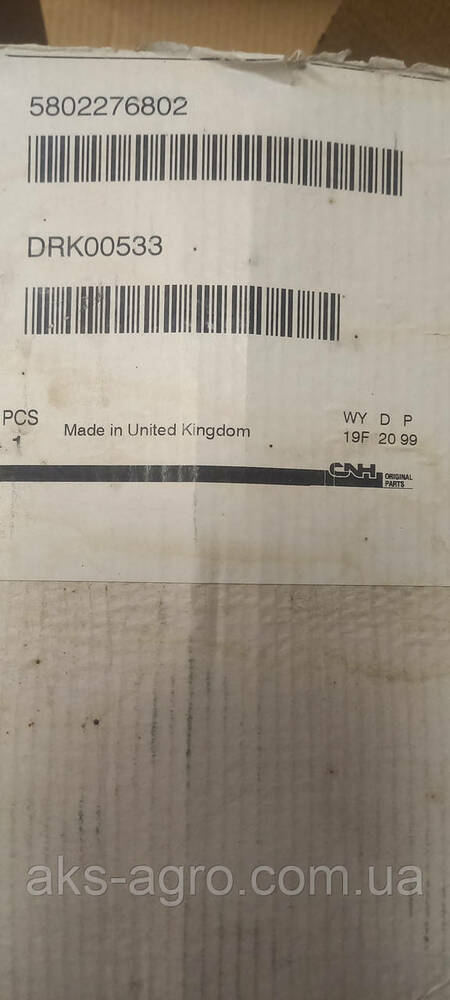 5802276802
DRK00533
PCS WY D P
1 Made in United Kingdom 19F 20 99
CNH ORIGINAL
PARTS
aks-agro.com.ua